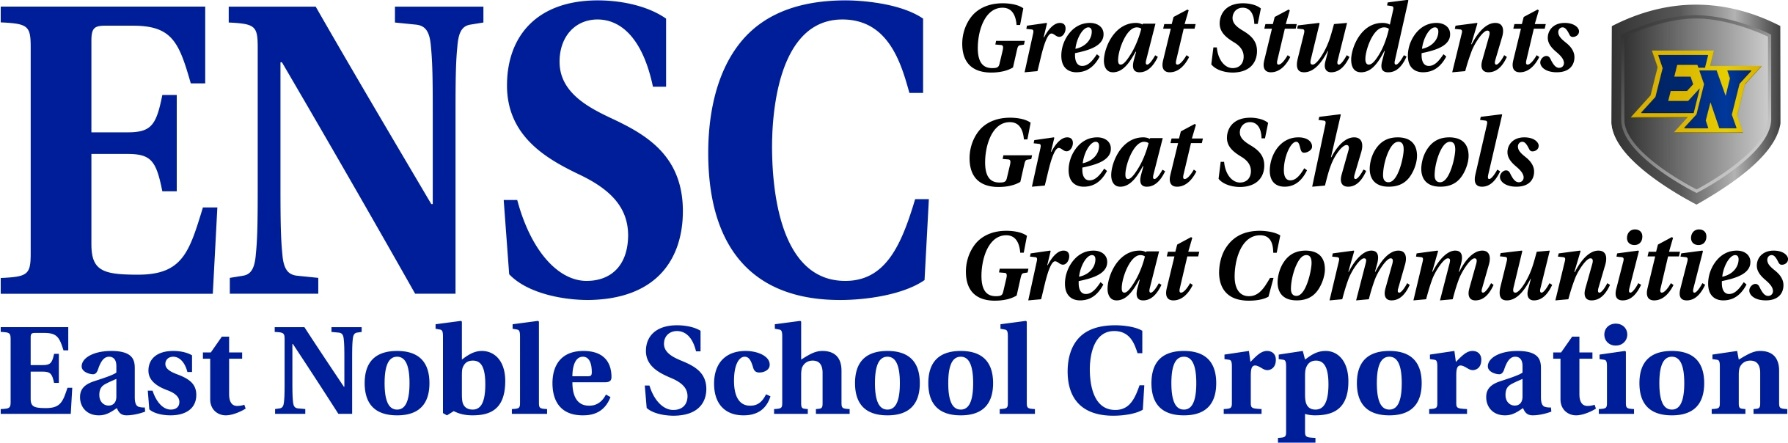 ENSC
Great Students
Great Schools
Great Communities
EN
East Noble School Corporation